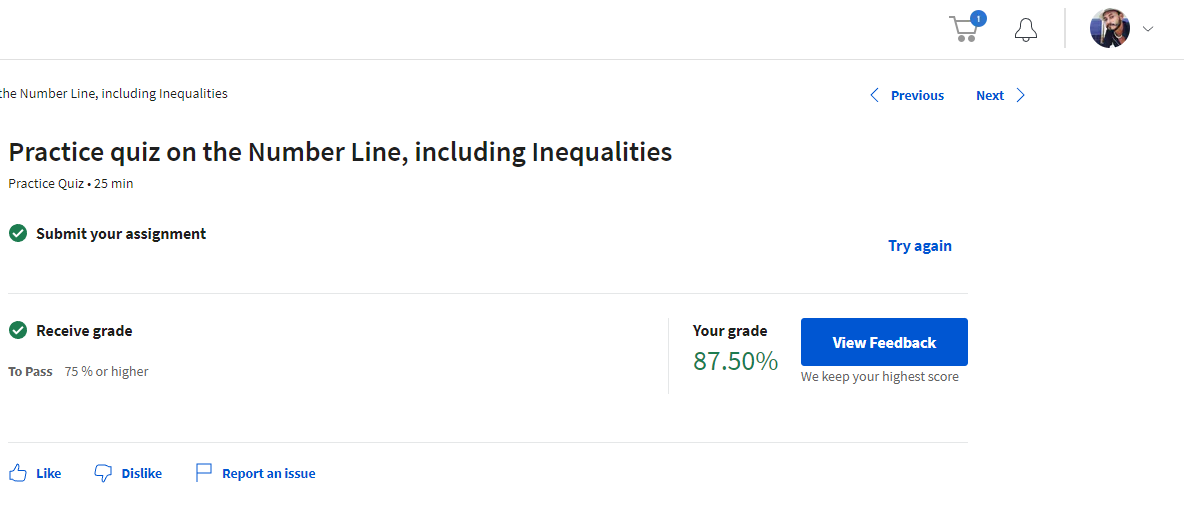 1
the Number Line, including Inequalities
Previous
Next
Practice quiz on the Number Line, including Inequalities
Practice Quiz • 25 min
Submit your assignment
Try again
Receive grade
To Pass 75 % or higher
Your grade
87.50%
View Feedback
We keep your highest score
Like
Dislike
Report an issue